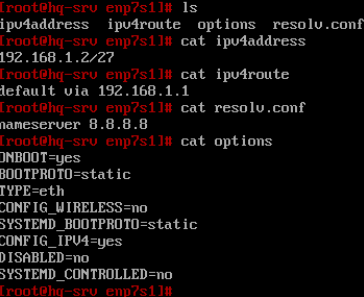 [root@hq-srv enp7s1]# ls
ipv4address  ipv4route  options  resolv.conf
[root@hq-srv enp7s1]# cat ipv4address
192.168.1.2/27
[root@hq-srv enp7s1]# cat ipv4route
default via 192.168.1.1
[root@hq-srv enp7s1]# cat resolv.conf
nameserver 8.8.8.8
[root@hq-srv enp7s1]# cat options
ONBOOT=yes
BOOTPROTO=static
TYPE=eth
CONFIG_WIRELESS=no
SYSTEMD_BOOTPROTO=static
CONFIG_IPV4=yes
DISABLED=no
SYSTEMD_CONTROLLED=no
[root@hq-srv enp7s1]#